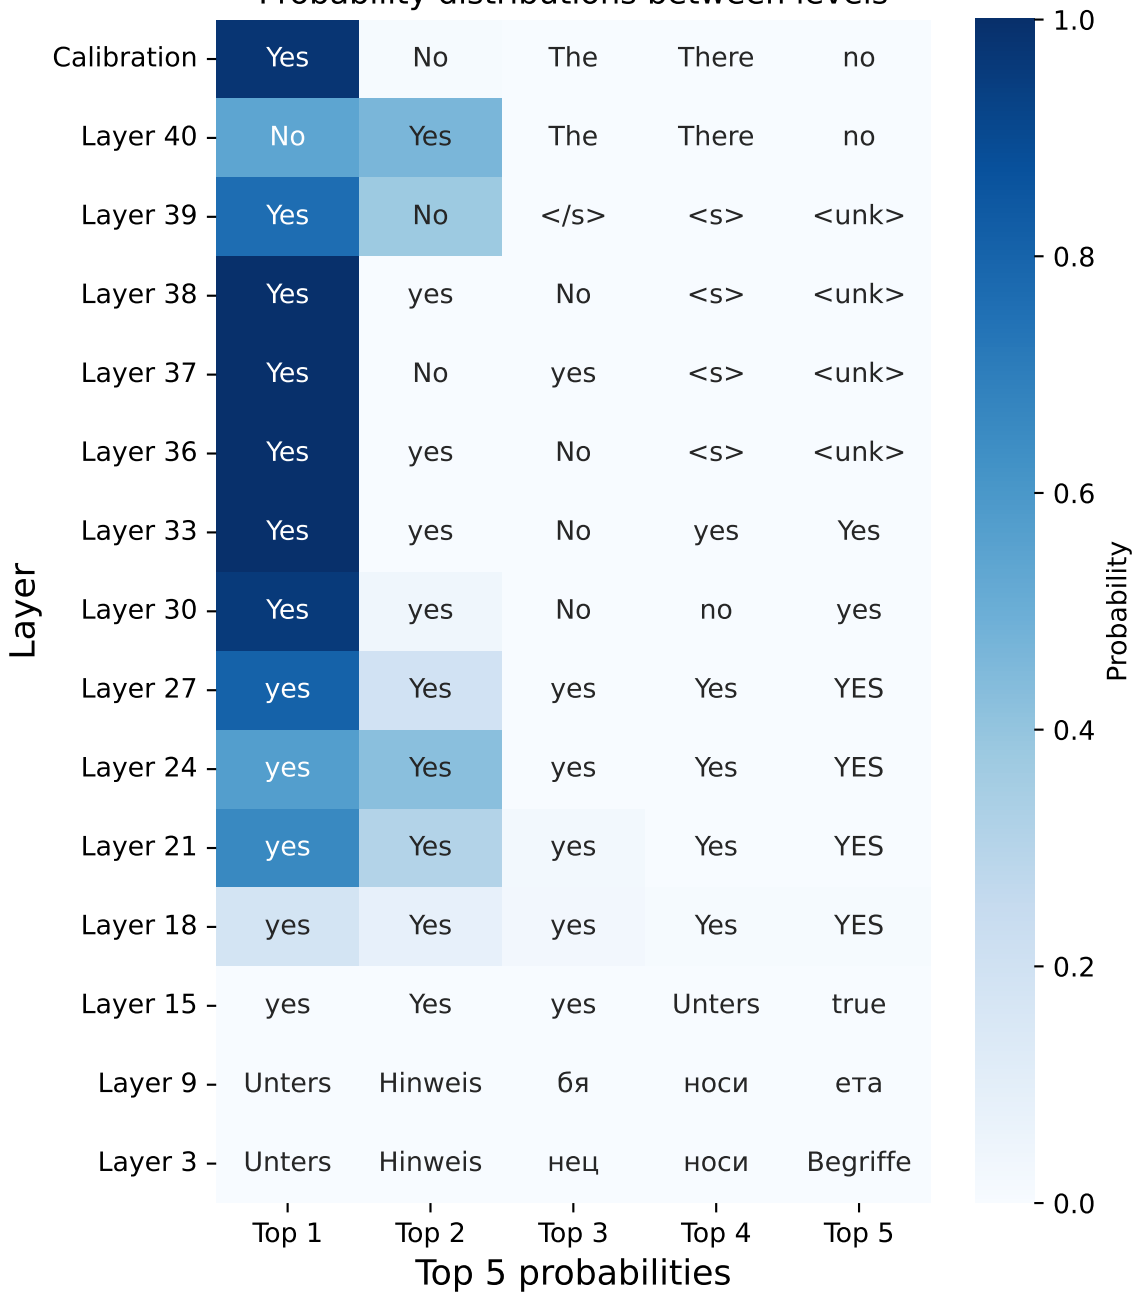 Probability distributions between levels
Calibration Yes No The There no
Layer 40 No Yes The There no
Layer 39 Yes No </s> <s> <unk>
Layer 38 Yes yes No <s> <unk>
Layer 37 Yes No yes <s> <unk>
Layer 36 Yes yes No <s> <unk>
Layer 33 Yes yes No yes Yes
Layer 30 Yes yes No no yes
Layer 27 yes Yes yes Yes YES
Layer 24 yes Yes yes Yes YES
Layer 21 yes Yes yes Yes YES
Layer 18 yes Yes yes Yes YES
Layer 15 yes Yes yes Unters true
Layer 9 Unters Hinweis бя носи ета
Layer 3 Unters Hinweis нец носи Begriffe
Top 1 Top 2 Top 3 Top 4 Top 5
Top 5 probabilities
Layer
1.0
0.8
0.6
0.4
0.2
0.0
Probability